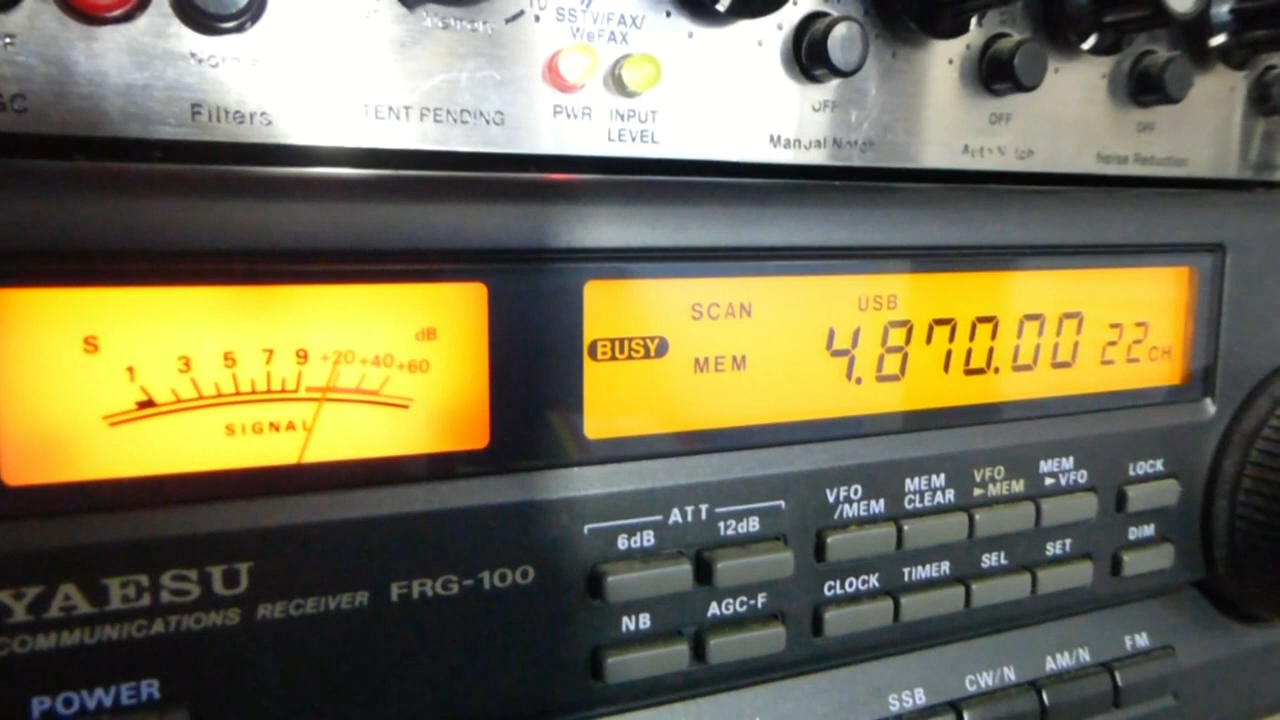 SSTV/FAX/
WeFAX
Filters
TENT PENDING
PWR
INPUT
LEVEL
OFF
Manual Notch
OFF
OFF
Noise Reduction
S
dB
1 3 5 7 9 +20 +40 +60
SIGNAL
SCAN
USB
BUSY
MEM
4.870.00 22 CH
ATT
6dB
12dB
NB
AGC-F
VFO
/MEM
MEM
CLEAR
VFO
►MEM
MEM
►VFO
LOCK
CLOCK
TIMER
SEL
SET
DIM
YAESU
COMMUNICATIONS RECEIVER FRG-100
POWER
SSB
CW/N
AM/N
FM